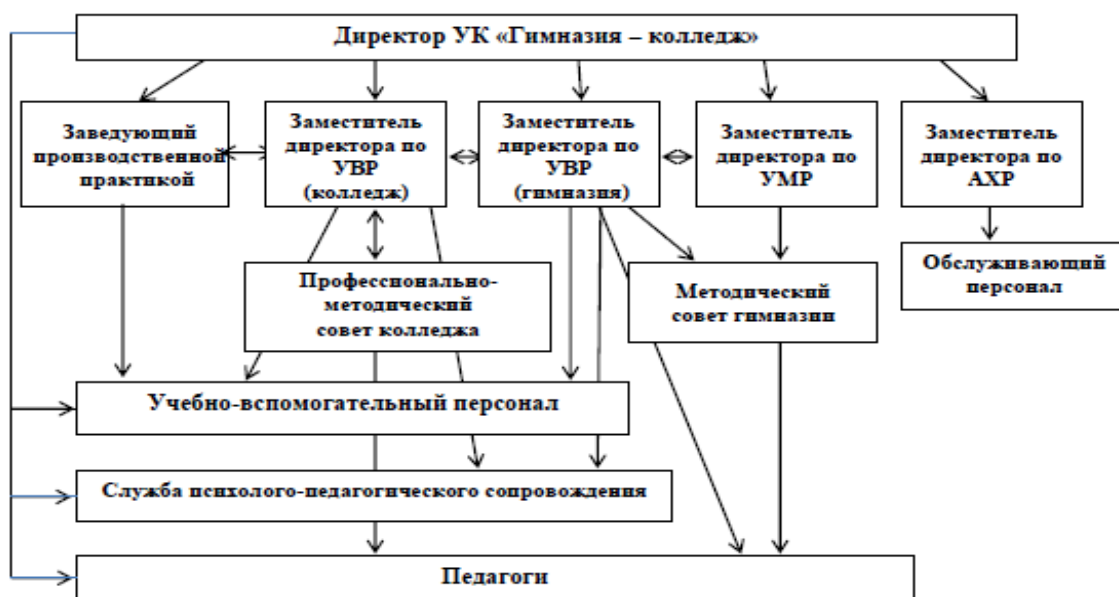 Директор УК «Гимназия – колледж»
Заведующий
производственной
практикой
Заместитель
директора по
УВР
(колледж)
Заместитель
директора по
УВР
(гимназия)
Заместитель
директора по
УМР
Заместитель
директора по
АХР
Профессионально-
методический
совет колледжа
Методический
совет гимназии
Обслуживающий
персонал
Учебно-вспомогательный персонал
Служба психолого-педагогического сопровождения
Педагоги